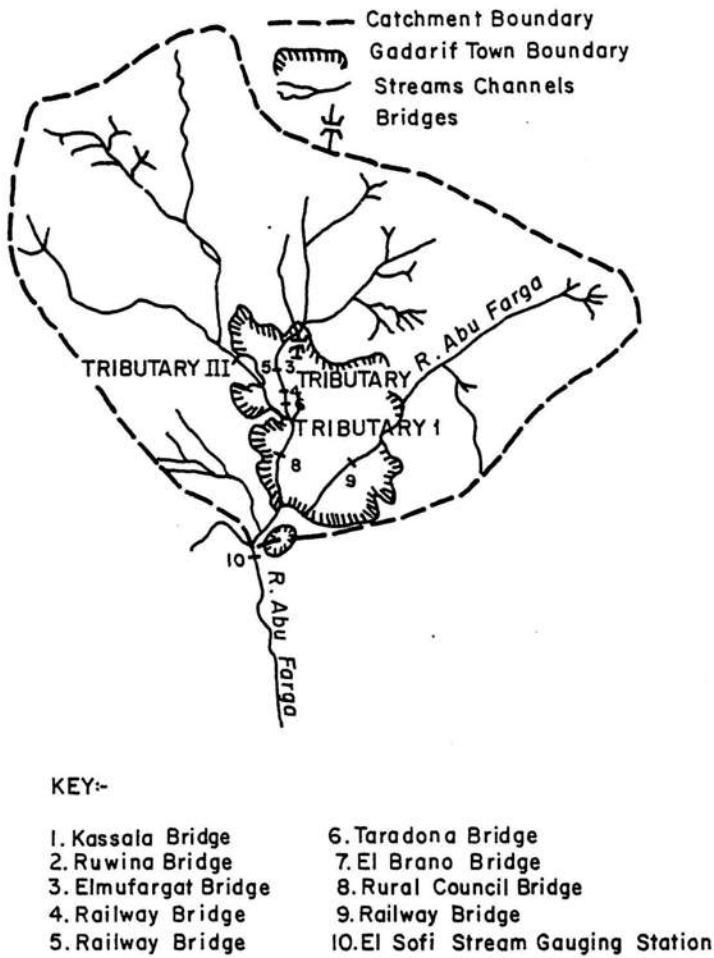 Catchment Boundary
Gadarif Town Boundary
Streams Channels
Bridges
R. Abu Farga
TRIBUTARY III
5
3
TRIBUTARY
4
6
TRIBUTARY 1
8
9
10
R. Abu Farga
KEY:-
1. Kassala Bridge
2. Ruwina Bridge
3. Elmufargat Bridge
4. Railway Bridge
5. Railway Bridge
6. Taradona Bridge
7. El Brano Bridge
8. Rural Council Bridge
9. Railway Bridge
10. El Sofi Stream Gauging Station